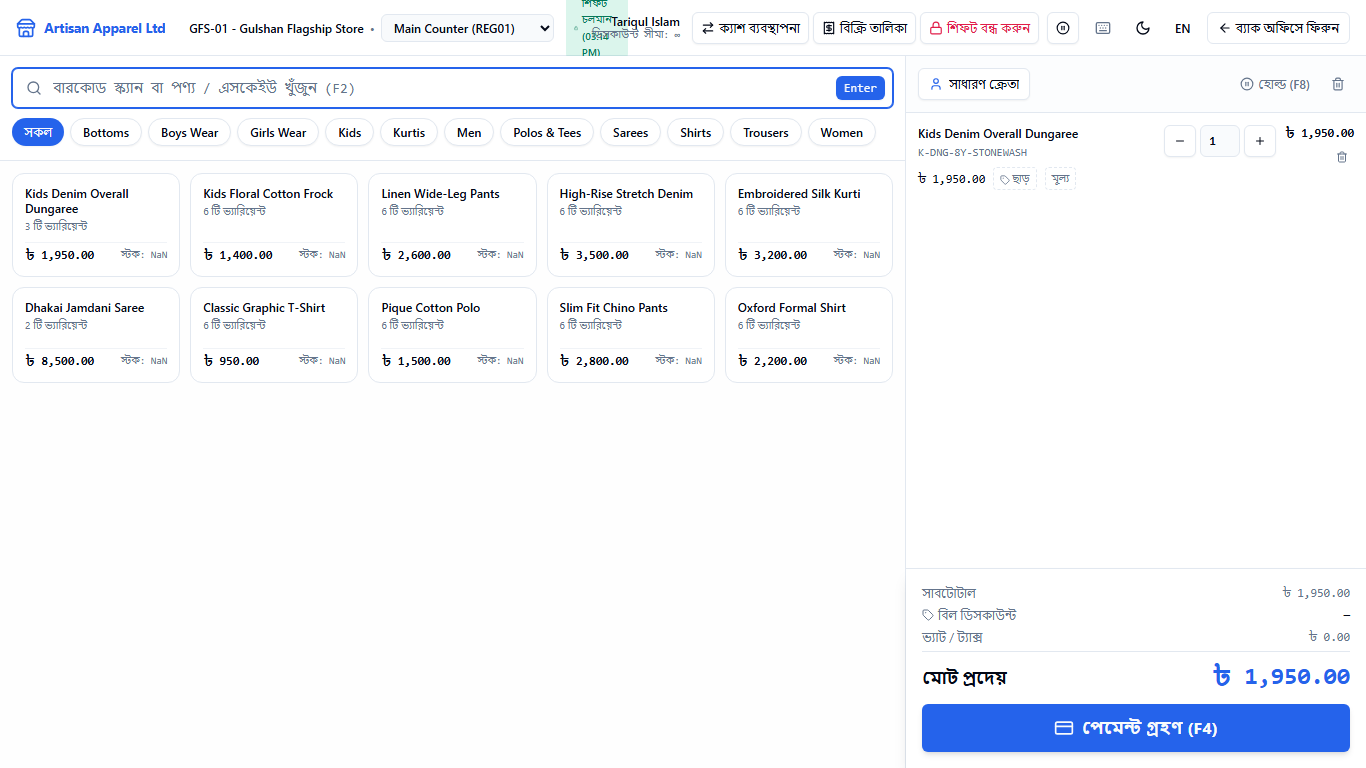 Artisan Apparel Ltd
GFS-01 - Gulshan Flagship Store •
Main Counter (REG01)
শিফট
চলমান
(03:44
PM)
Tariqul Islam
ডিসকাউন্ট সীমা: ∞
ক্যাশ ব্যবস্থাপনা
বিক্রি তালিকা
শিফট বন্ধ করুন
EN
ব্যাক অফিসে ফিরুন
বারকোড স্ক্যান বা পণ্য / এসকেইউ খুঁজুন (F2)
Enter
সকল
Bottoms
Boys Wear
Girls Wear
Kids
Kurtis
Men
Polos & Tees
Sarees
Shirts
Trousers
Women
Kids Denim Overall
Dungaree
3 টি ভ্যারিয়েন্ট
৳ 1,950.00 স্টক: NaN
Kids Floral Cotton Frock
6 টি ভ্যারিয়েন্ট
৳ 1,400.00 স্টক: NaN
Linen Wide-Leg Pants
6 টি ভ্যারিয়েন্ট
৳ 2,600.00 স্টক: NaN
High-Rise Stretch Denim
6 টি ভ্যারিয়েন্ট
৳ 3,500.00 স্টক: NaN
Embroidered Silk Kurti
6 টি ভ্যারিয়েন্ট
৳ 3,200.00 স্টক: NaN
Dhakai Jamdani Saree
2 টি ভ্যারিয়েন্ট
৳ 8,500.00 স্টক: NaN
Classic Graphic T-Shirt
6 টি ভ্যারিয়েন্ট
৳ 950.00 স্টক: NaN
Pique Cotton Polo
6 টি ভ্যারিয়েন্ট
৳ 1,500.00 স্টক: NaN
Slim Fit Chino Pants
6 টি ভ্যারিয়েন্ট
৳ 2,800.00 স্টক: NaN
Oxford Formal Shirt
6 টি ভ্যারিয়েন্ট
৳ 2,200.00 স্টক: NaN
সাধারণ ক্রেতা
হোল্ড (F8)
Kids Denim Overall Dungaree
K-DNG-8Y-STONEWASH
1
৳ 1,950.00
৳ 1,950.00 ছাড় মূল্য
সাবটোটাল ৳ 1,950.00
বিল ডিসকাউন্ট —
ভ্যাট / ট্যাক্স ৳ 0.00
মোট প্রদেয় ৳ 1,950.00
পেমেন্ট গ্রহণ (F4)